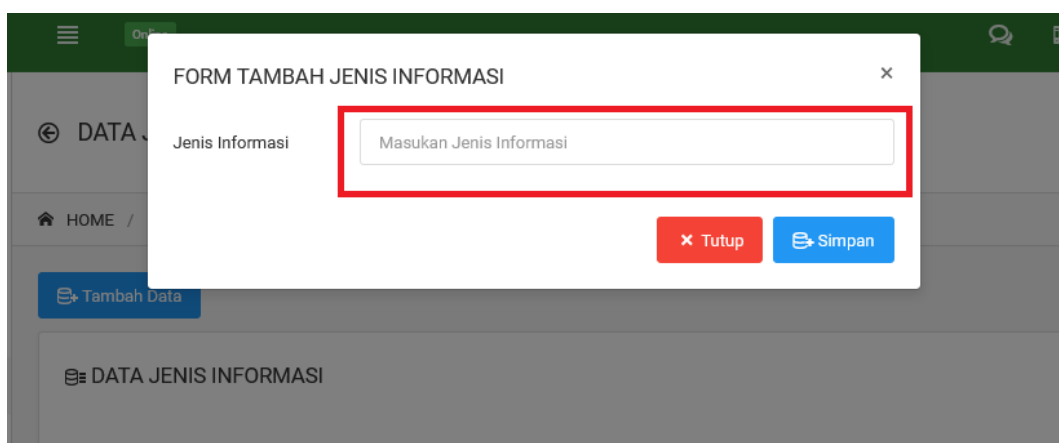 FORM TAMBAH JENIS INFORMASI
×
DATA
Jenis Informasi
Masukan Jenis Informasi
HOME /
× Tutup
Simpan
Tambah Data
DATA JENIS INFORMASI